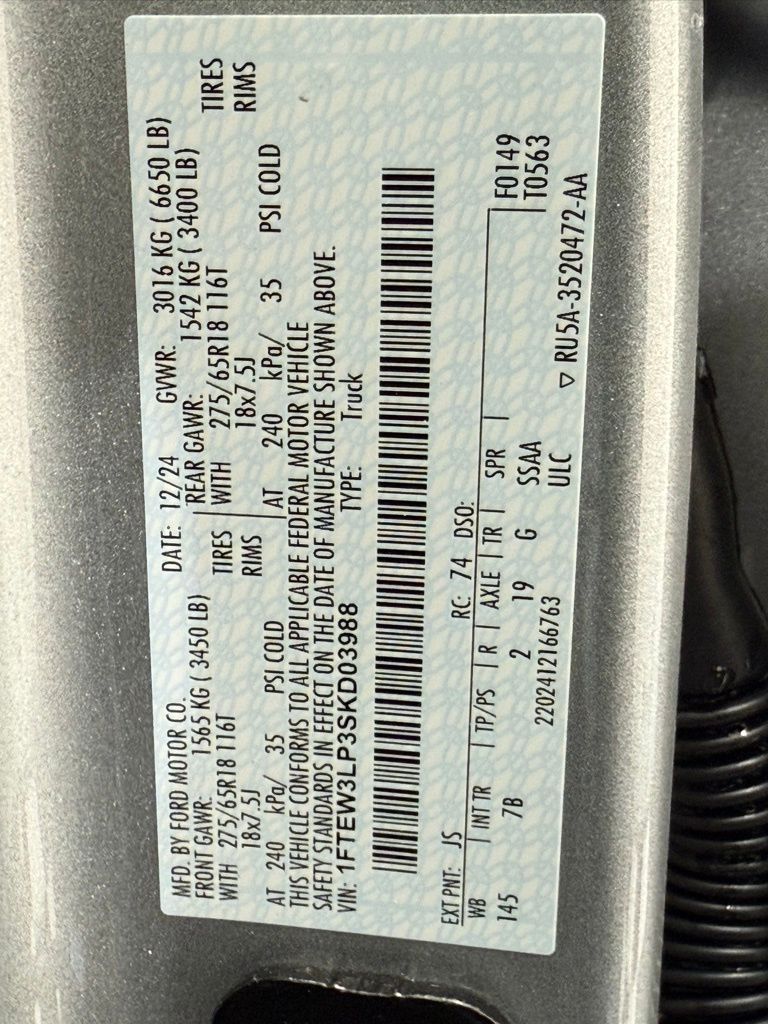 MFD. BY FORD MOTOR CO.
DATE: 12/24 GVWR: 3016 KG ( 6650 LB)
FRONT GAWR: 1565 KG ( 3450 LB)
REAR GAWR: 1542 KG ( 3400 LB)
WITH 275/65R18 116T TIRES
WITH 275/65R18 116T TIRES
18x7.5J RIMS
18x7.5J RIMS
AT 240 kPa/ 35 PSI COLD
AT 240 kPa/ 35 PSI COLD
THIS VEHICLE CONFORMS TO ALL APPLICABLE FEDERAL MOTOR VEHICLE
SAFETY STANDARDS IN EFFECT ON THE DATE OF MANUFACTURE SHOWN ABOVE.
VIN: 1FTEW3LP3SKD03988 TYPE: Truck
EXT PNT: JS RC: 74 DSO:
WB INT TR TP/PS R AXLE TR SPR F0149
145 7B 2 19 G SSAA T0563
2202412166763 ULC ▽ RU5A-3520472-AA